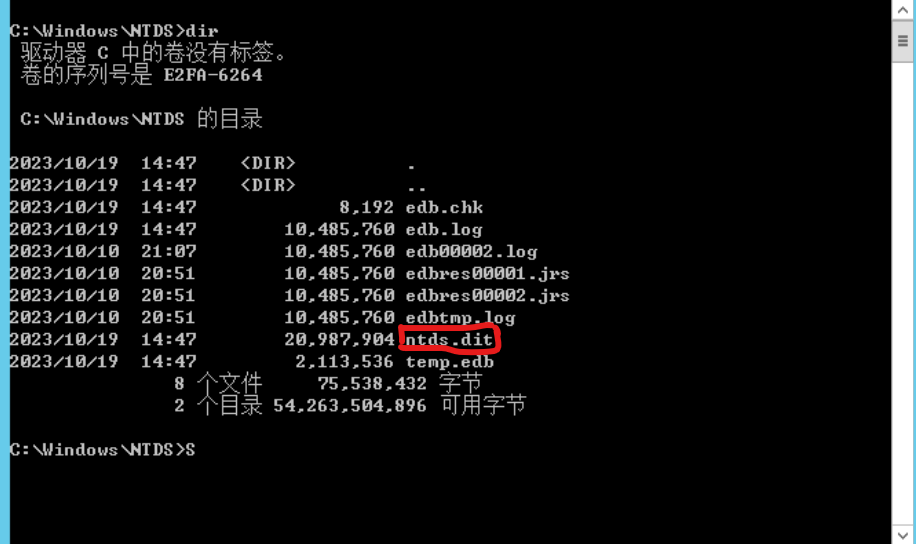 C:\Windows\NTDS>dir
驱动器 C 中的卷没有标签。
卷的序列号是 E2FA-6264
C:\Windows\NTDS 的目录
2023/10/19  14:47    <DIR>          .
2023/10/19  14:47    <DIR>          ..
2023/10/19  14:47             8,192 edb.chk
2023/10/19  14:47        10,485,760 edb.log
2023/10/10  21:07        10,485,760 edb00002.log
2023/10/10  20:51        10,485,760 edbres00001.jrs
2023/10/10  20:51        10,485,760 edbres00002.jrs
2023/10/10  20:51        10,485,760 edbtmp.log
2023/10/19  14:47        20,987,904 ntds.dit
2023/10/19  14:47         2,113,536 temp.edb
8 个文件     75,538,432 字节
2 个目录 54,263,504,896 可用字节
C:\Windows\NTDS>S